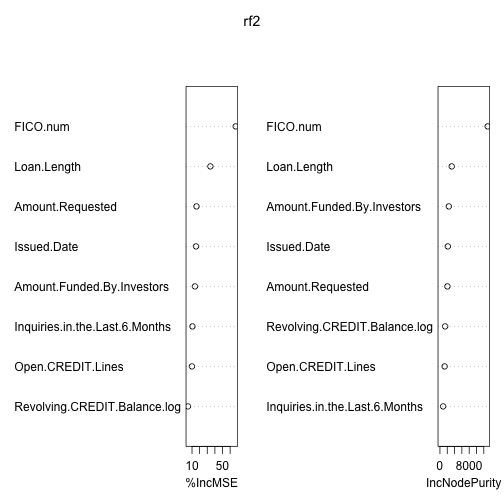 rf2
FICO.num
Loan.Length
Amount.Requested
Issued.Date
Amount.Funded.By.Investors
Inquiries.in.the.Last.6.Months
Open.CREDIT.Lines
Revolving.CREDIT.Balance.log
10 50
%IncMSE
FICO.num
Loan.Length
Amount.Funded.By.Investors
Issued.Date
Amount.Requested
Revolving.CREDIT.Balance.log
Open.CREDIT.Lines
Inquiries.in.the.Last.6.Months
0 8000
IncNodePurity